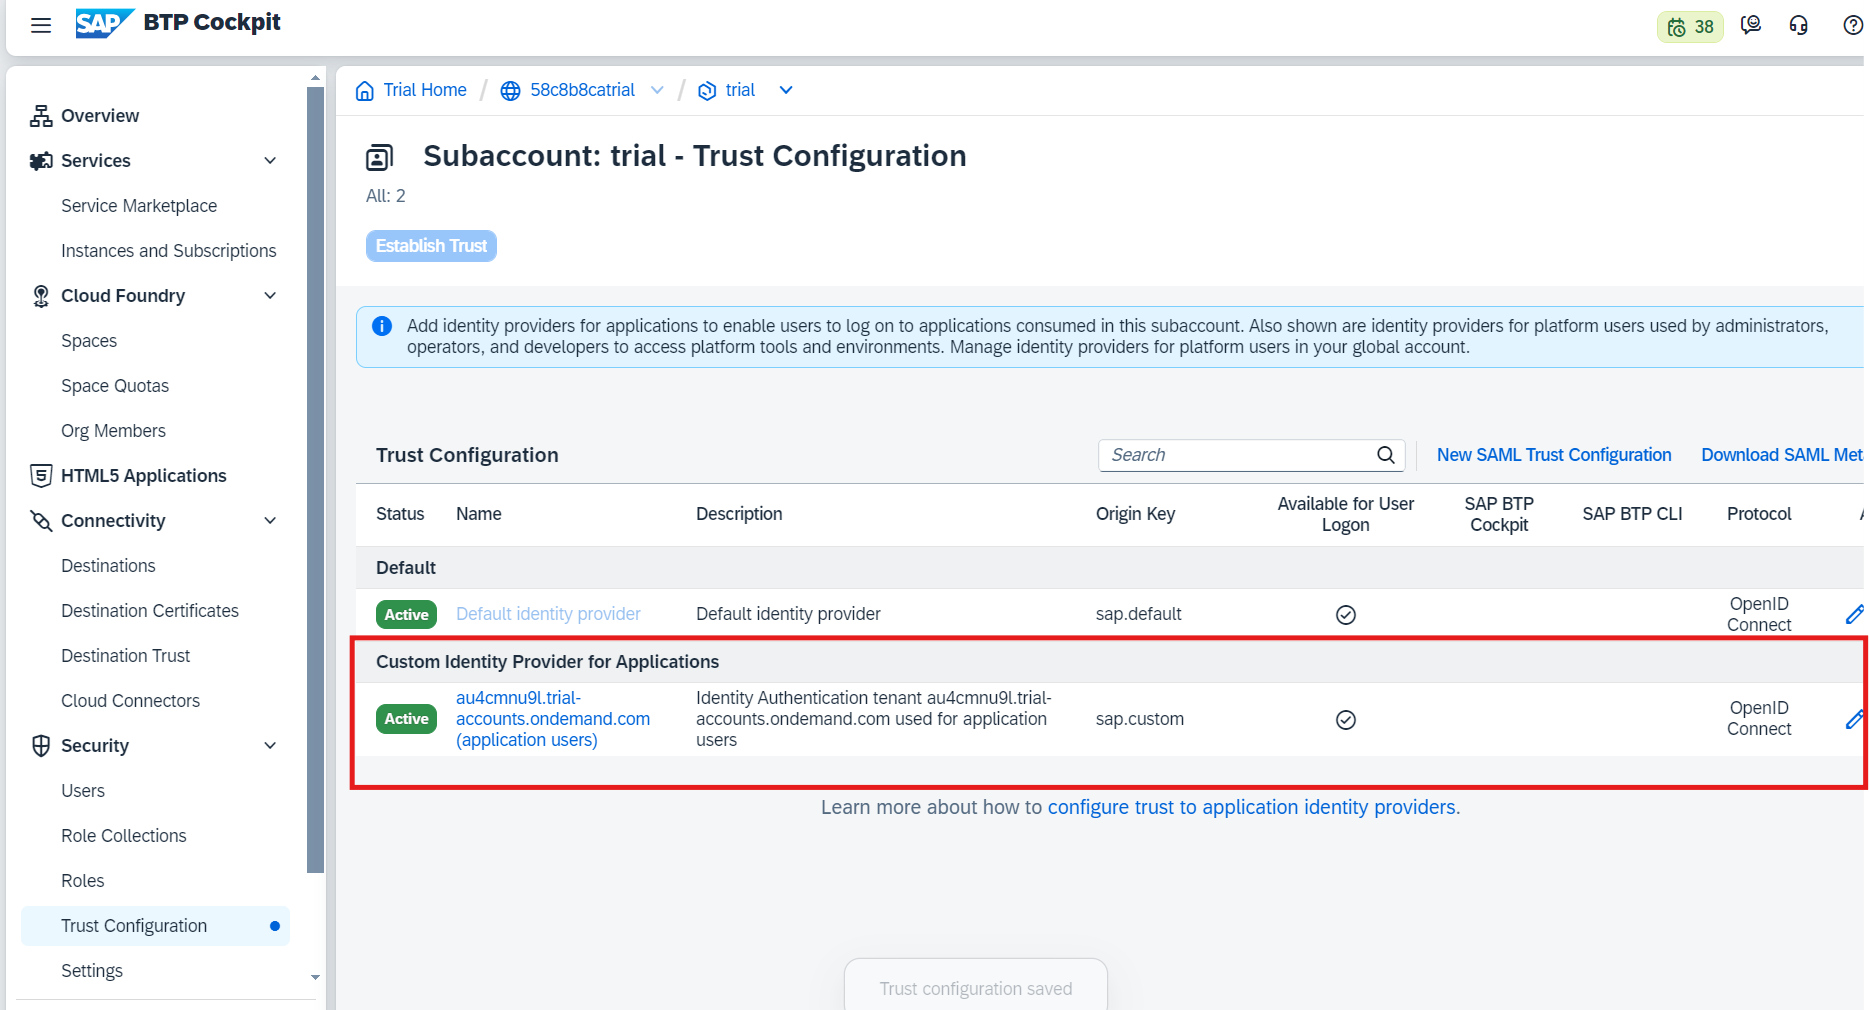 SAP BTP Cockpit
38
Overview
Services
Service Marketplace
Instances and Subscriptions
Cloud Foundry
Spaces
Space Quotas
Org Members
HTML5 Applications
Connectivity
Destinations
Destination Certificates
Destination Trust
Cloud Connectors
Security
Users
Role Collections
Roles
Trust Configuration
Settings
Trial Home / 58c8b8catrial / trial
Subaccount: trial - Trust Configuration
All: 2
Establish Trust
Add identity providers for applications to enable users to log on to applications consumed in this subaccount. Also shown are identity providers for platform users used by administrators,
operators, and developers to access platform tools and environments. Manage identity providers for platform users in your global account.
Trust Configuration
Search
New SAML Trust Configuration
Download SAML Met
Status
Name
Description
Origin Key
Available for User
Logon
SAP BTP
Cockpit
SAP BTP CLI
Protocol
Default
Active
Default identity provider
Default identity provider
sap.default
OpenID
Connect
Custom Identity Provider for Applications
Active
au4cmnu9l.trial-
accounts.ondemand.com
(application users)
Identity Authentication tenant au4cmnu9l.trial-
accounts.ondemand.com used for application
users
sap.custom
OpenID
Connect
Learn more about how to configure trust to application identity providers.
Trust configuration saved